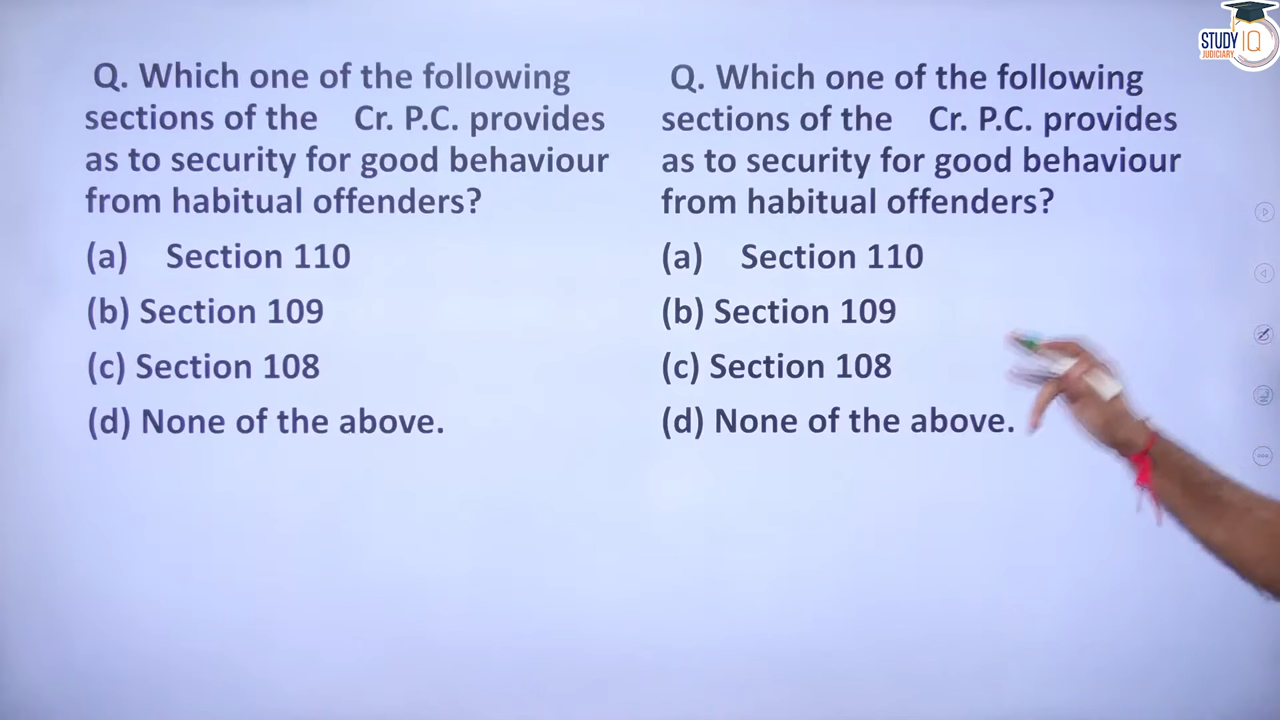 Q. Which one of the following
sections of the Cr. P.C. provides
as to security for good behaviour
from habitual offenders?
(a) Section 110
(b) Section 109
(c) Section 108
(d) None of the above.
Q. Which one of the following
sections of the Cr. P.C. provides
as to security for good behaviour
from habitual offenders?
(a) Section 110
(b) Section 109
(c) Section 108
(d) None of the above.
STUDY IQ
JUDICIARY